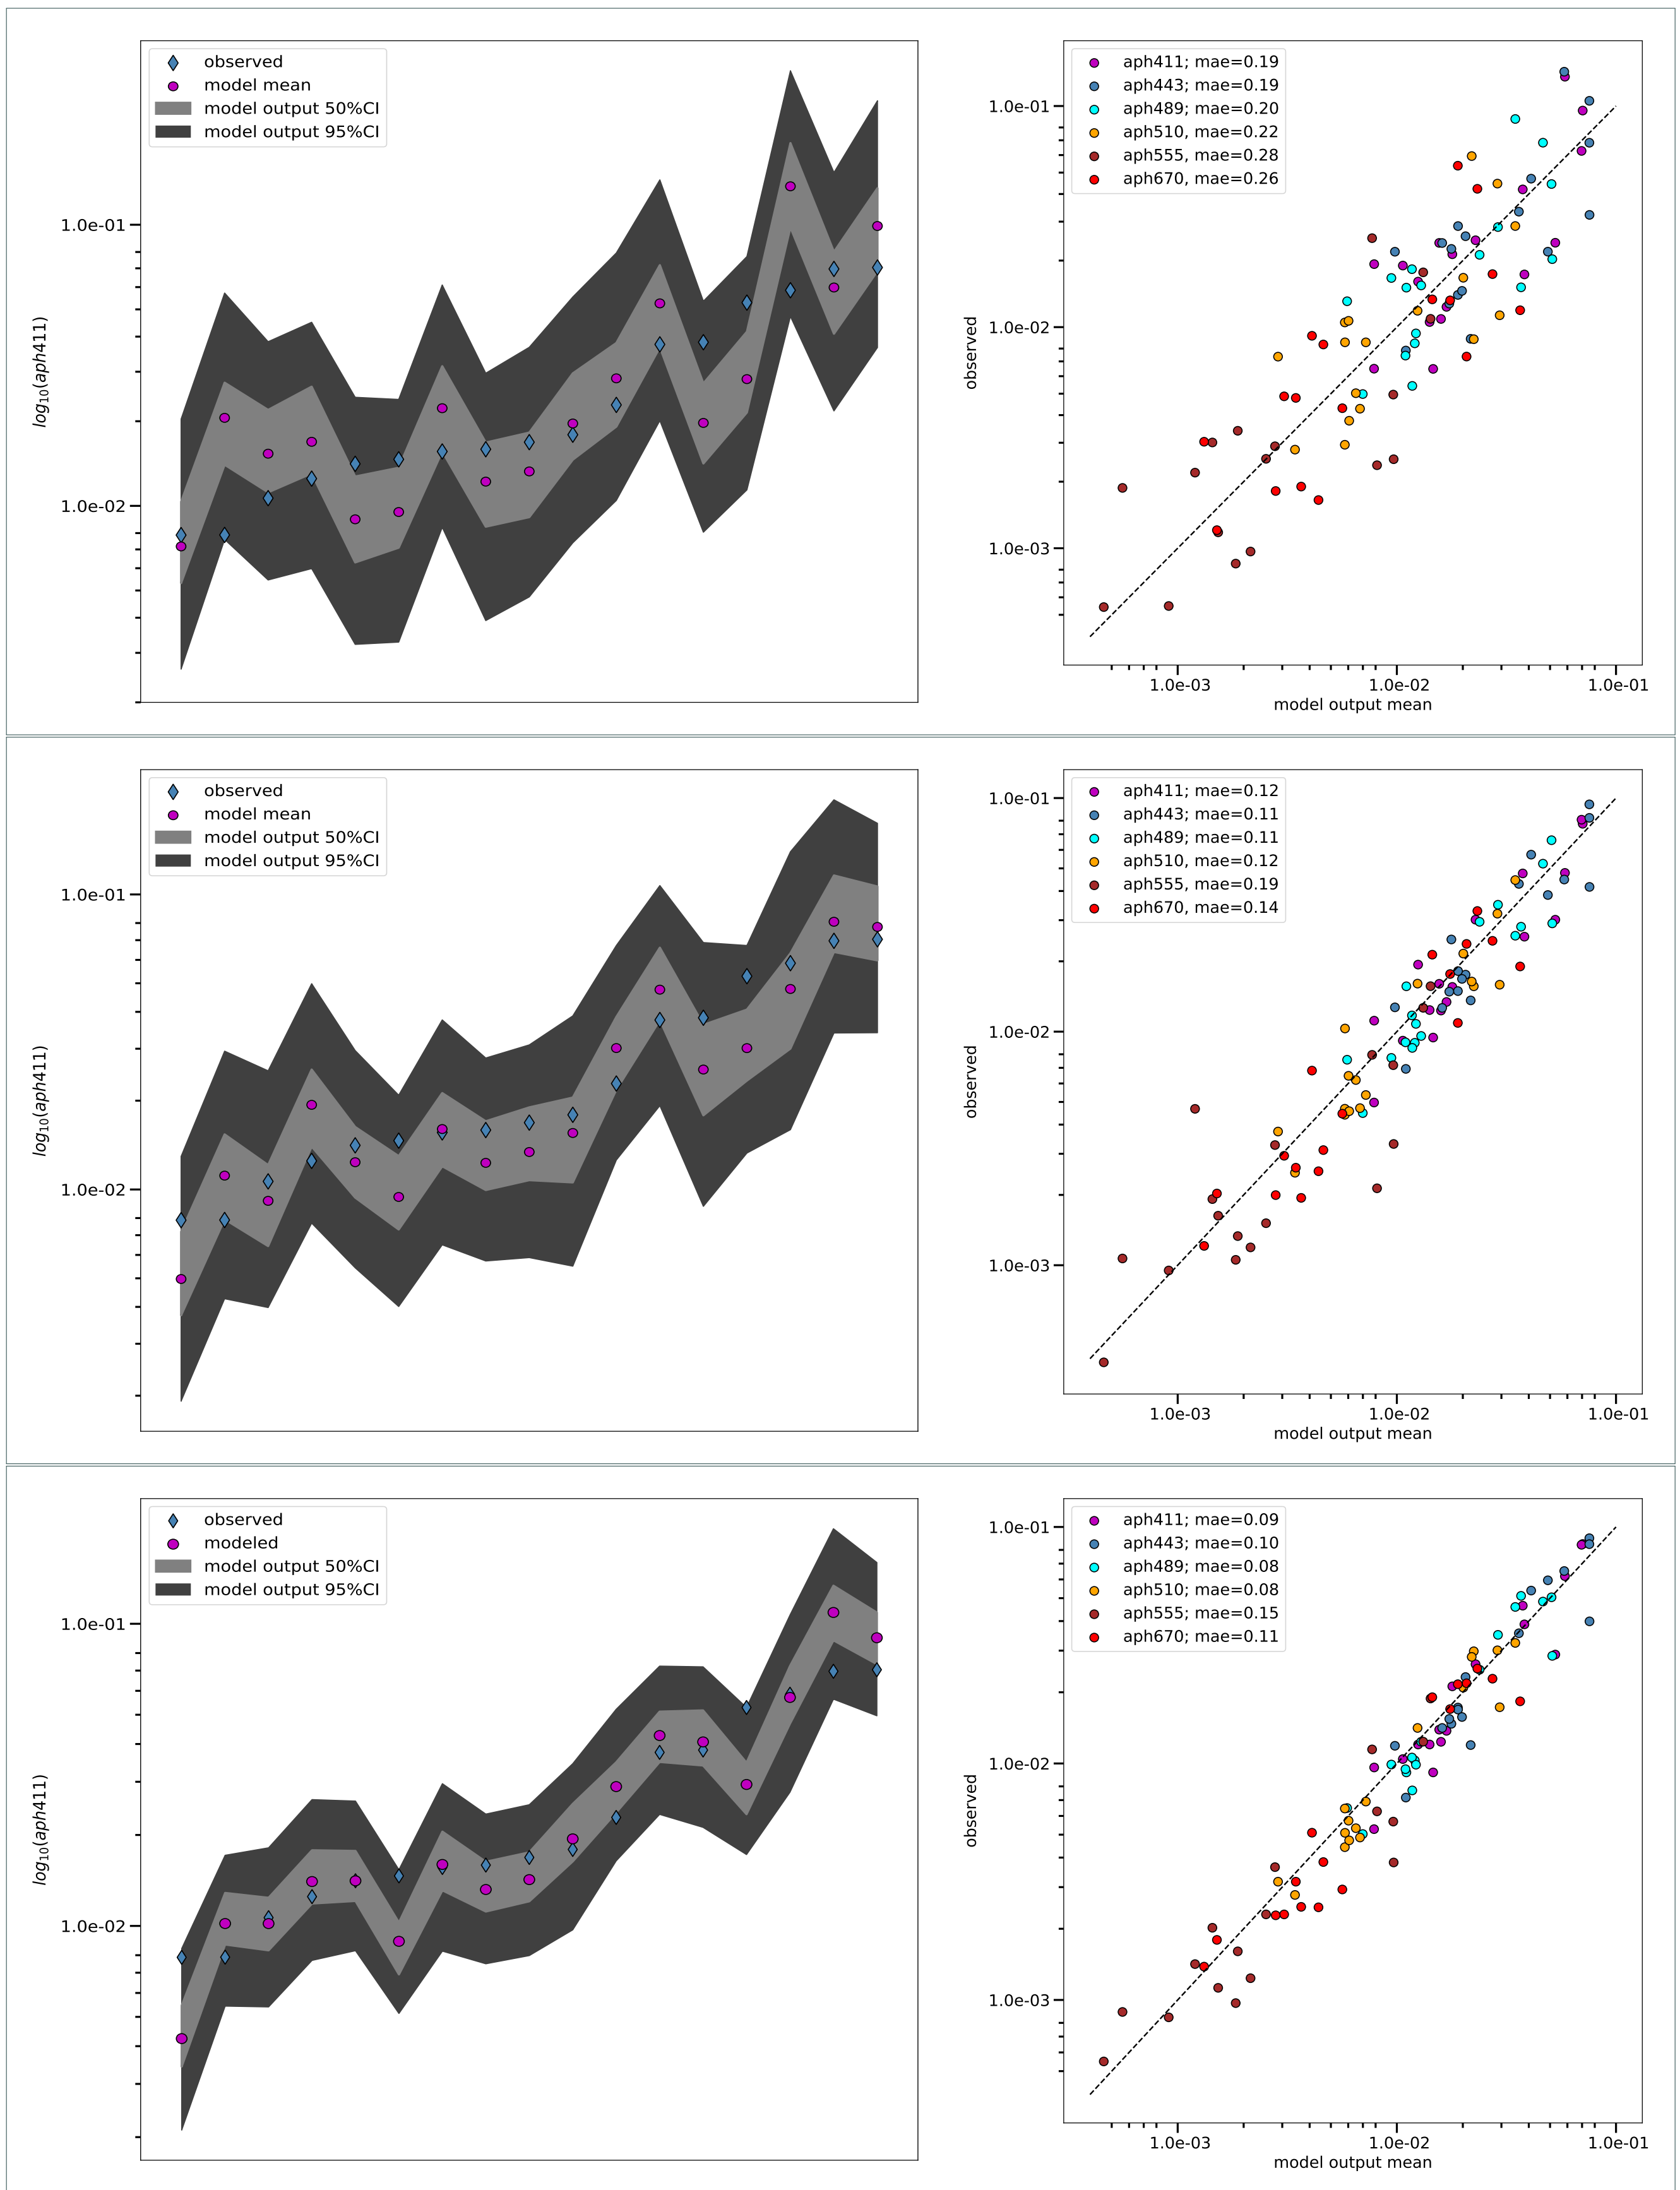 observed
model mean
model output 50%CI
model output 95%CI
1.0e-01
1.0e-02
log10(aph411)
aph411; mae=0.19
aph443; mae=0.19
aph489; mae=0.20
aph510, mae=0.22
aph555, mae=0.28
aph670, mae=0.26
1.0e-01
1.0e-02
1.0e-03
observed
1.0e-03 1.0e-02 1.0e-01
model output mean
observed
model mean
model output 50%CI
model output 95%CI
1.0e-01
1.0e-02
log10(aph411)
aph411; mae=0.12
aph443; mae=0.11
aph489; mae=0.11
aph510, mae=0.12
aph555, mae=0.19
aph670, mae=0.14
1.0e-01
1.0e-02
1.0e-03
observed
1.0e-03 1.0e-02 1.0e-01
model output mean
observed
modeled
model output 50%CI
model output 95%CI
1.0e-01
1.0e-02
log10(aph411)
aph411; mae=0.09
aph443; mae=0.10
aph489; mae=0.08
aph510; mae=0.08
aph555; mae=0.15
aph670; mae=0.11
1.0e-01
1.0e-02
1.0e-03
observed
1.0e-03 1.0e-02 1.0e-01
model output mean